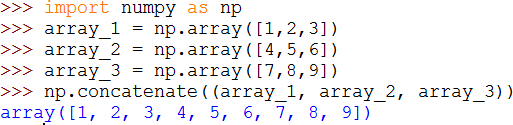 >>> import numpy as np
>>> array_1 = np.array([1,2,3])
>>> array_2 = np.array([4,5,6])
>>> array_3 = np.array([7,8,9])
>>> np.concatenate((array_1, array_2, array_3))
array([1, 2, 3, 4, 5, 6, 7, 8, 9])